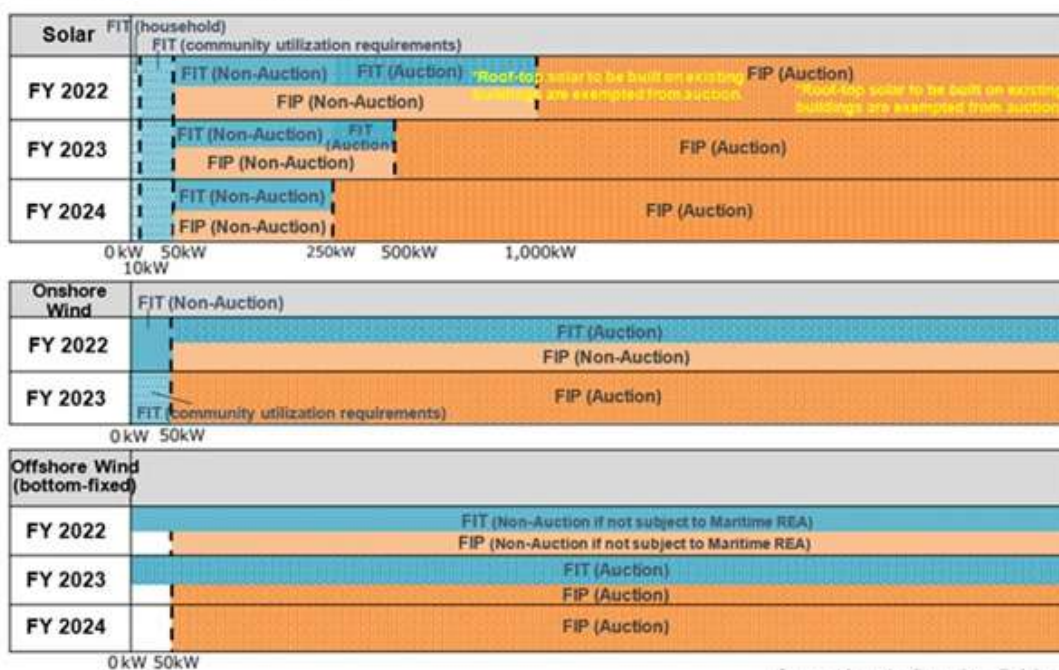 Solar
FIT (household)
FIT (community utilization requirements)
FY 2022
FIT (Non-Auction)
FIT (Auction)
*Roof-top solar to be built on existing
buildings are exempted from auction.
FIP (Auction)
*Roof-top solar to be built on existing
buildings are exempted from auction
FIP (Non-Auction)
FY 2023
FIT (Non-Auction)
FIT
(Auction)
FIP (Non-Auction)
FIP (Auction)
FY 2024
FIT (Non-Auction)
FIP (Non-Auction)
FIP (Auction)
0 kW 50kW 250kW 500kW 1,000kW
10kW
Onshore
Wind
FIT (Non-Auction)
FY 2022
FIT (Auction)
FIP (Non-Auction)
FY 2023
FIP (Auction)
FIT (community utilization requirements)
0 kW 50kW
Offshore Wind
(bottom-fixed)
FY 2022
FIT (Non-Auction if not subject to Maritime REA)
FIP (Non-Auction if not subject to Maritime REA)
FY 2023
FIT (Auction)
FIP (Auction)
FY 2024
FIP (Auction)
0 kW 50kW